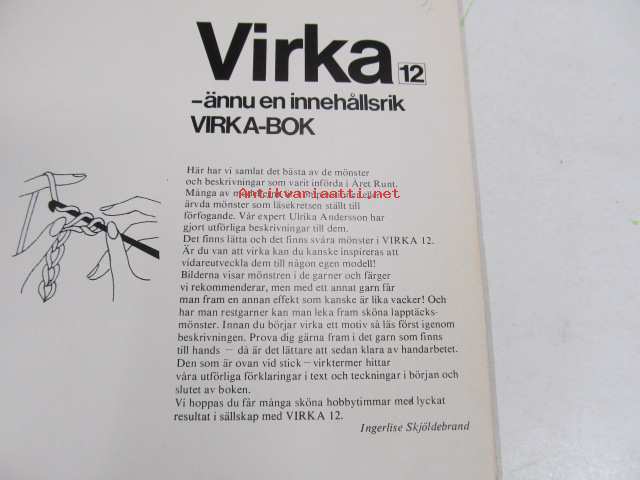 Virka 12
–ännu en innehållsrik
VIRKA-BOK
Här har vi samlat det bästa av de mönster
och beskrivningar som varit införda i Året Runt.
Många av
ärvda mönster som läsekretsen ställt till
förfogande. Vår expert Ulrika Andersson har
gjort utförliga beskrivningar till dem.
Det finns lätta och det finns svåra mönster i VIRKA 12.
Är du van att virka kan du kanske inspireras att
vidareutveckla dem till någon egen modell!
Bilderna visar mönstren i de garner och färger
vi rekommenderar, men med ett annat garn får
man fram en annan effekt som kanske är lika vacker! Och
har man restgarner kan man leka fram sköna lapptäcks-
mönster. Innan du börjar virka ett motiv så läs först igenom
beskrivningen. Prova dig gärna fram i det garn som finns
till hands – då är det lättare att sedan klara av handarbetet.
Den som är ovan vid stick – virktermer hittar
våra utförliga förklaringar i text och teckningar i början och
slutet av boken.
Vi hoppas du får många sköna hobbytimmar med lyckat
resultat i sällskap med VIRKA 12.
Ingerlise Skjöldebrand
Antikvariaatti.net